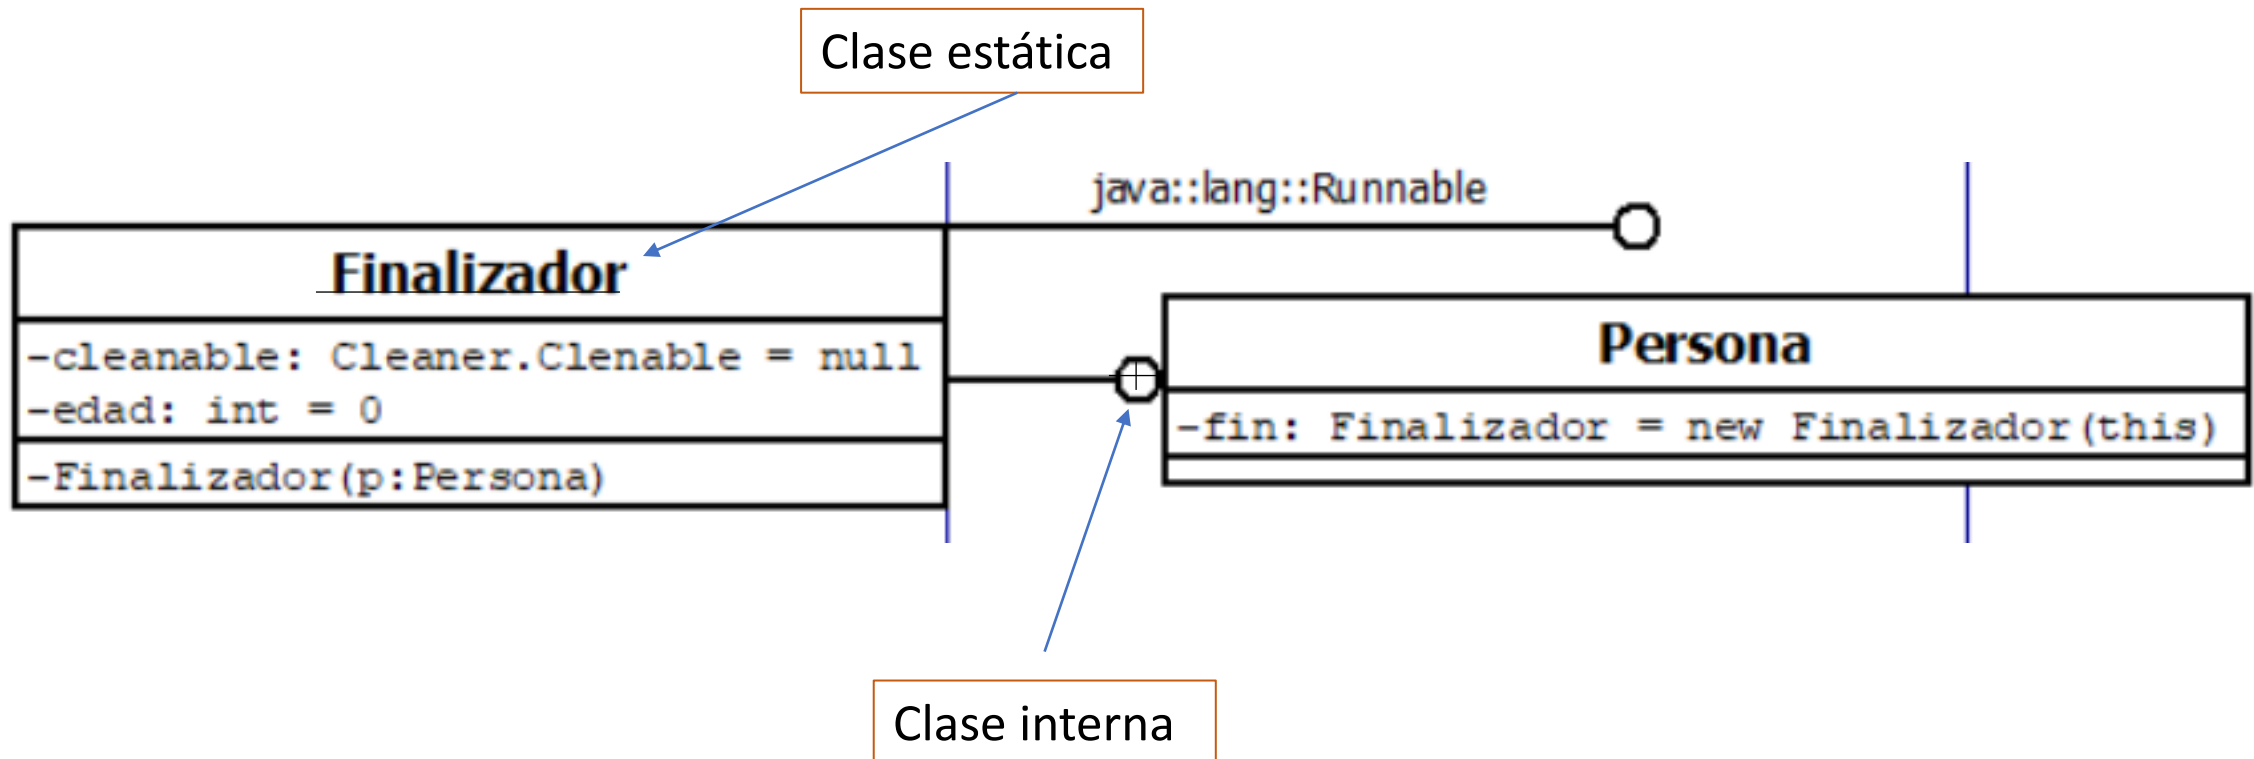 Clase estática
java::lang::Runnable
Finalizador
-cleanable: Cleaner.Clenable = null
-edad: int = 0
-Finalizador(p:Persona)
Persona
-fin: Finalizador = new Finalizador(this)
Clase interna